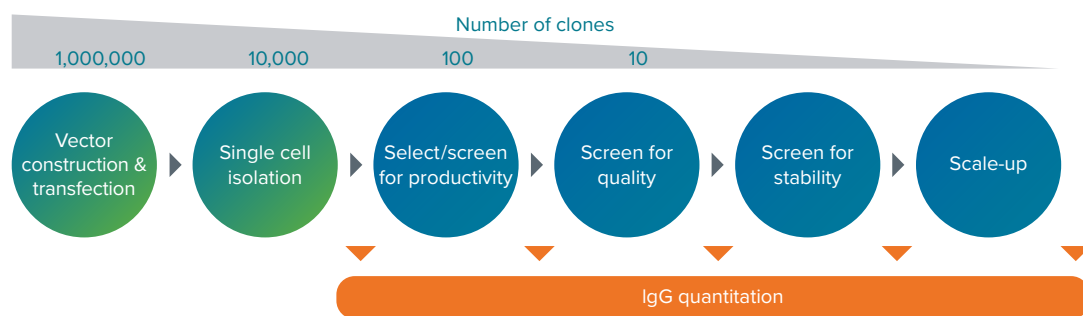 Number of clones
1,000,000
10,000
100
10
Vector
construction &
transfection
Single cell
isolation
Select/screen
for productivity
Screen for
quality
Screen for
stability
Scale-up
IgG quantitation